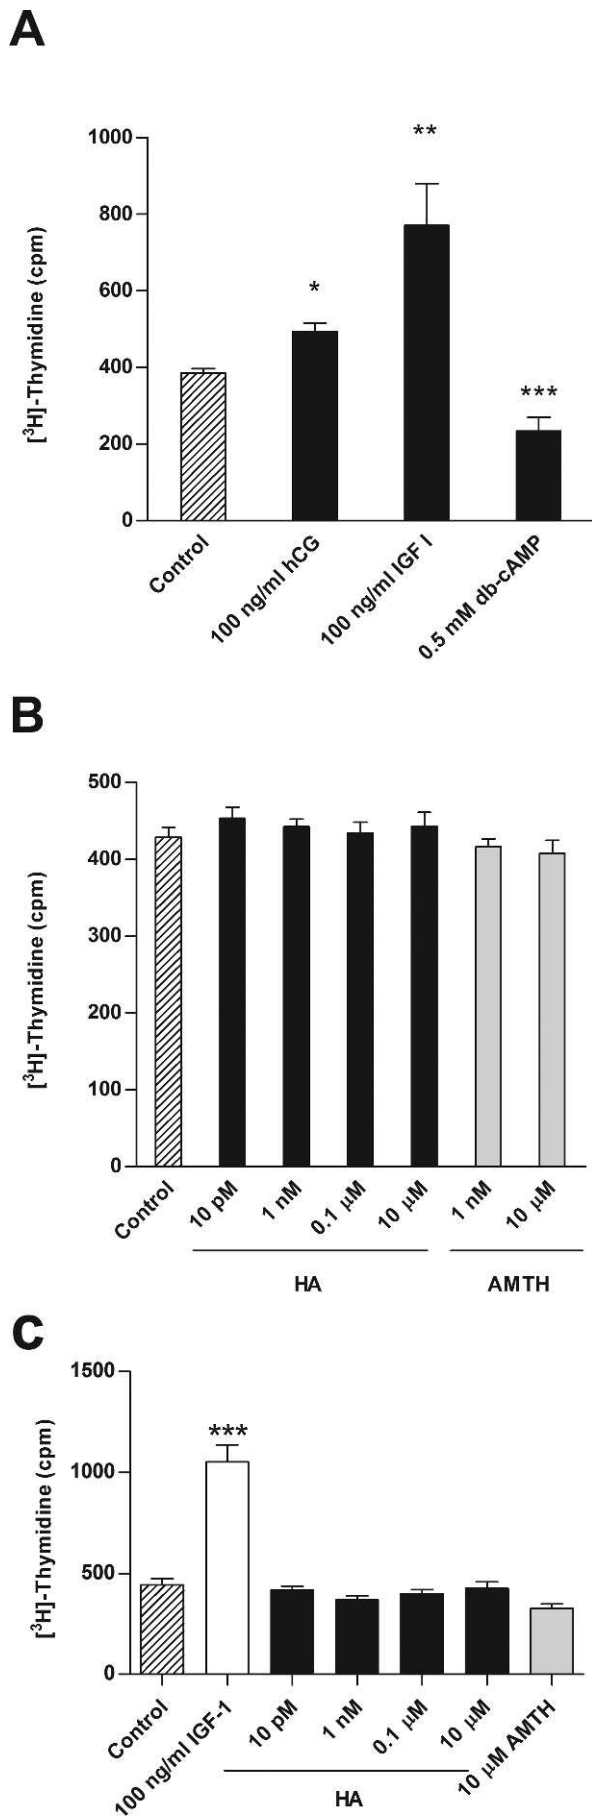 A
[³H]-Thymidine (cpm)
1000
800
600
400
200
0
*
**
***
Control
100 ng/ml hCG
100 ng/ml IGF I
0.5 mM db-cAMP
B
[³H]-Thymidine (cpm)
500
400
300
200
100
0
Control
10 pM
1 nM
0.1 µM
10 µM
1 nM
10 µM
HA
AMTH
C
[³H]-Thymidine (cpm)
1500
1000
500
0
***
Control
100 ng/ml IGF-1
10 pM
1 nM
0.1 µM
10 µM
10 µM AMTH
HA